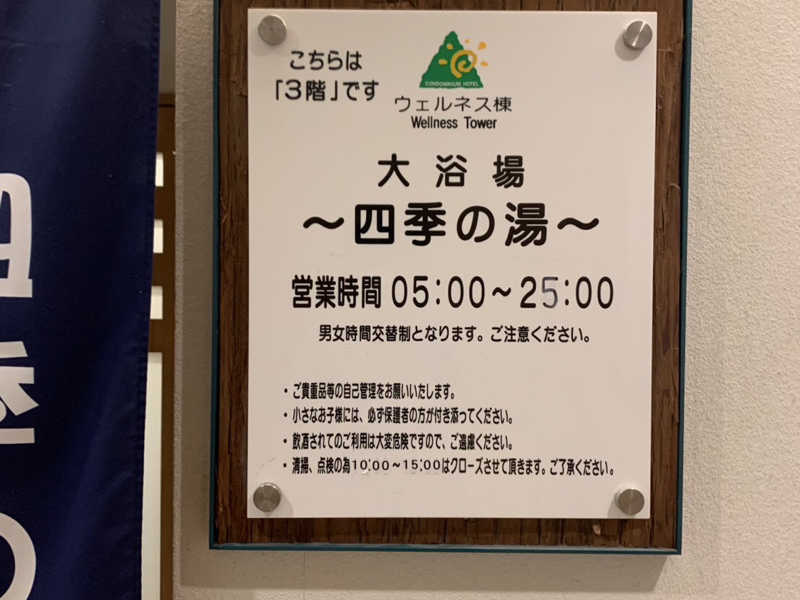 こちらは
「3階」です
CONDOMINIUM HOTEL
ウェルネス棟
Wellness Tower
大浴場
～四季の湯～
営業時間 05:00～25:00
男女時間交替制となります。ご注意ください。
・ご貴重品等の自己管理をお願いいたします。
・小さなお子様には、必ず保護者の方が付き添ってください。
・飲酒されてのご利用は大変危険ですので、ご遠慮ください。
・清掃、点検の為10:00～15:00はクローズさせて頂きます。ご了承ください。
四季の